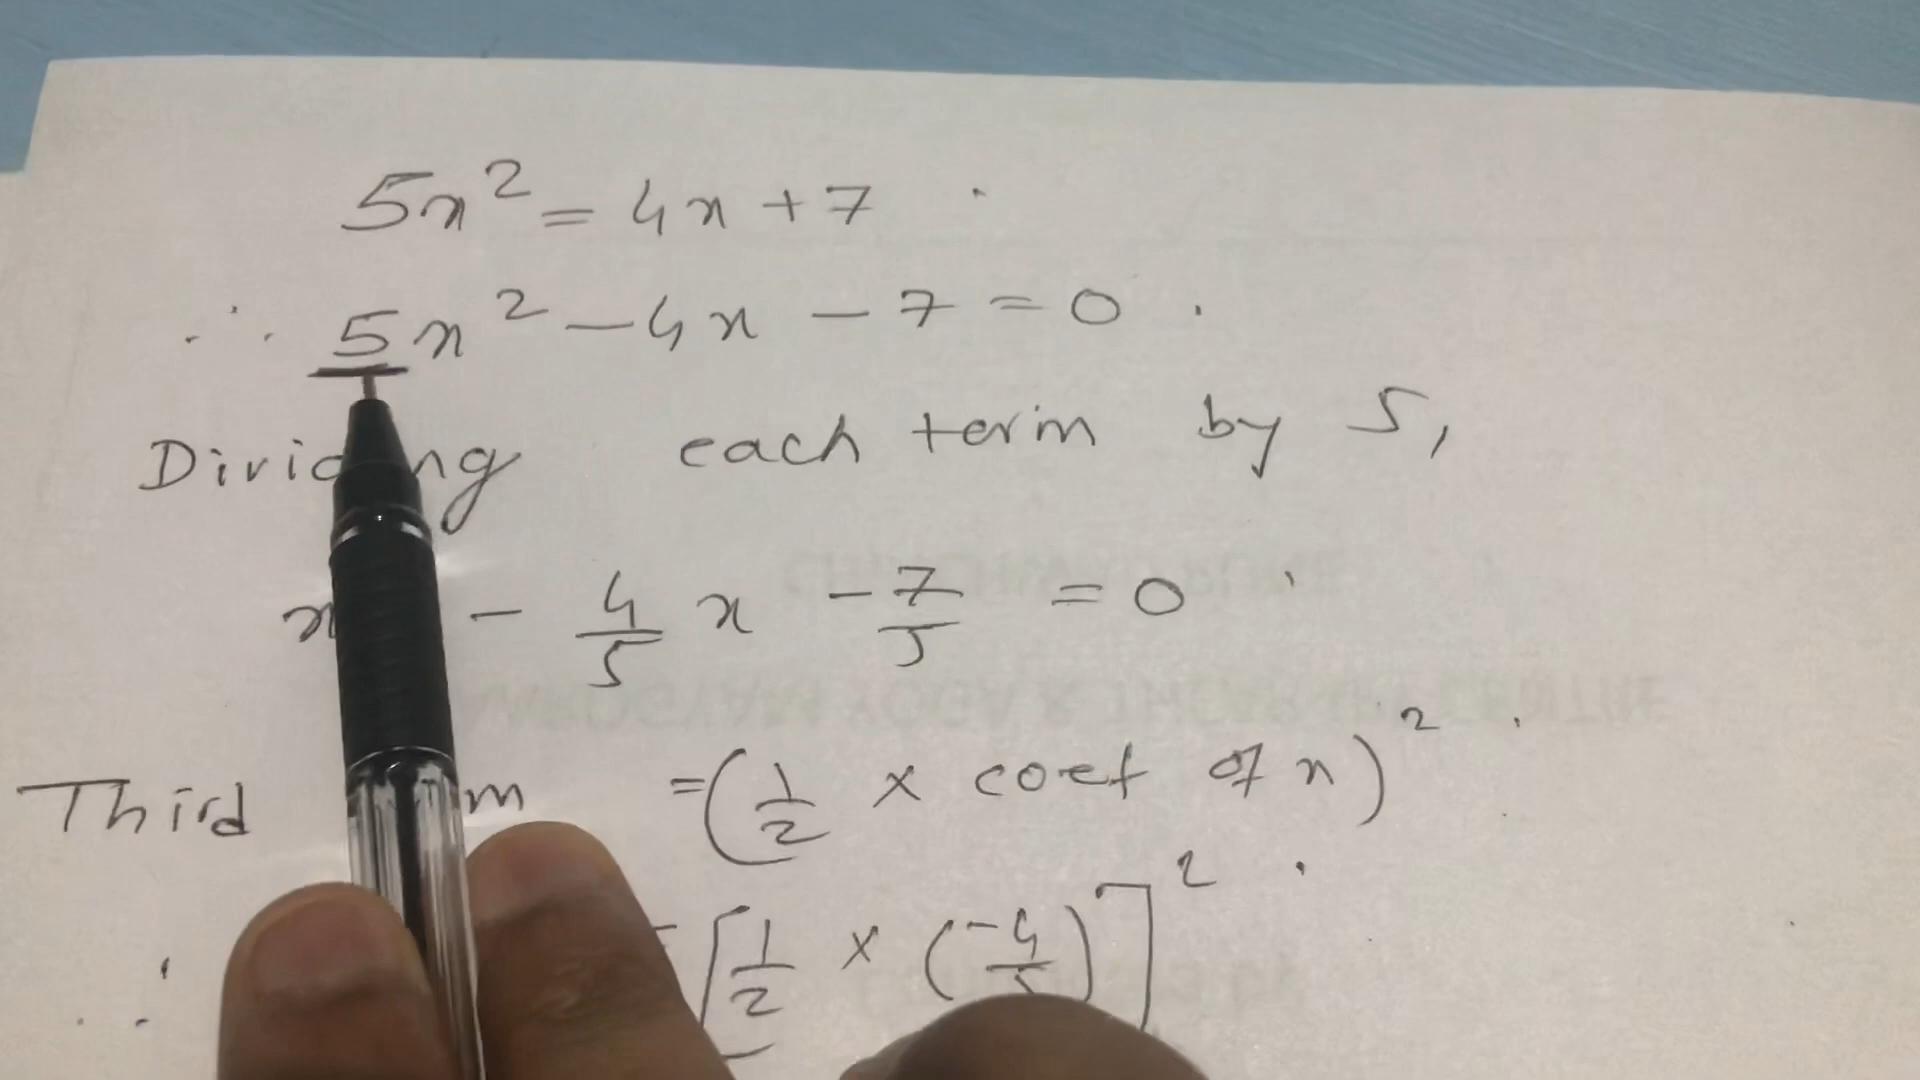 5x² = 4x + 7
∴ 5x² - 4x - 7 = 0
Dividing each term by 5,
x - 4/5 x - 7/5 = 0
Third = (1/2 × coef of x)²
= [1/2 × (-4/5)]²